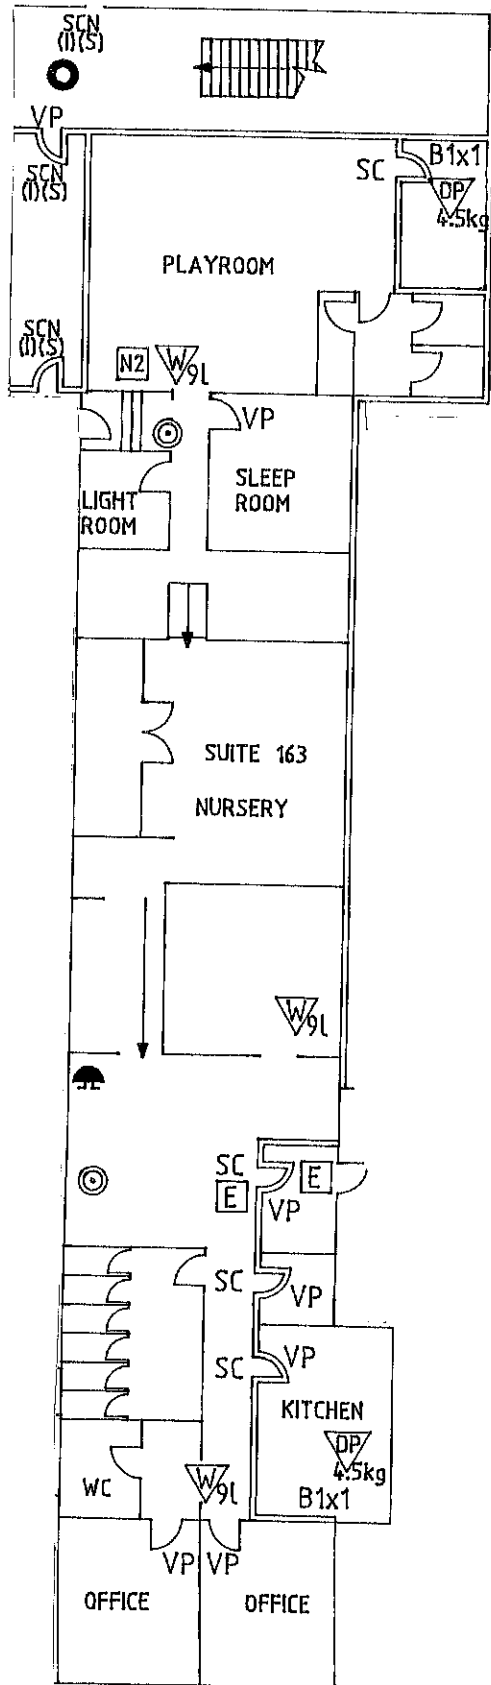 SCN
(I)(S)
VP
SCN
(I)(S)
SC
B1x1
DP
4.5kg
PLAYROOM
SCN
(I)(S)
N2
W
9l
VP
SLEEP
ROOM
LIGHT
ROOM
SUITE 163
NURSERY
W
9l
SC
E
E
VP
SC
VP
SC
VP
KITCHEN
DP
4.5kg
B1x1
WC
W
9l
VP
VP
OFFICE
OFFICE